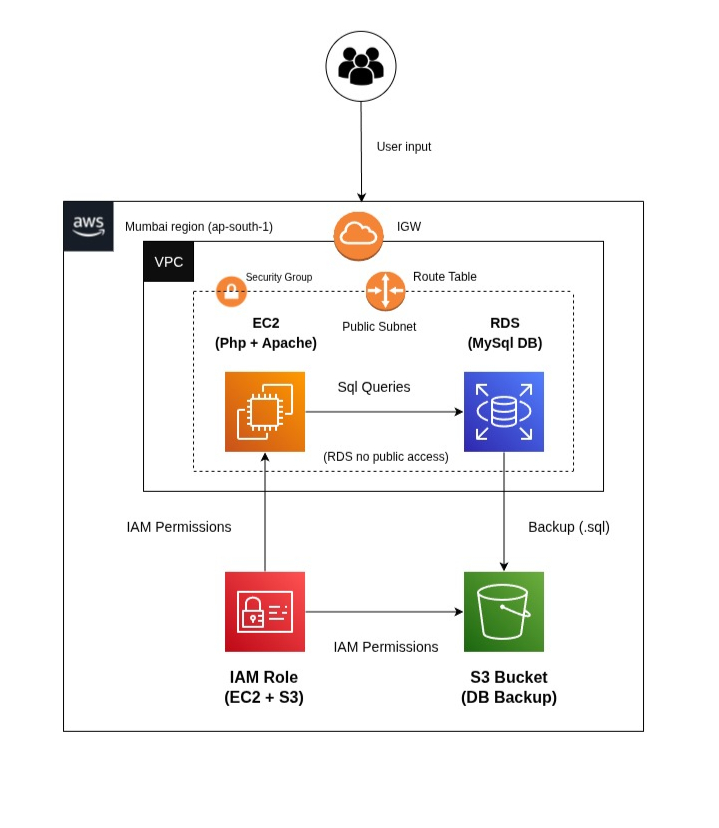 User input
aws
Mumbai region (ap-south-1)
IGW
VPC
Security Group
Route Table
EC2
(Php + Apache)
Public Subnet
RDS
(MySql DB)
Sql Queries
(RDS no public access)
IAM Permissions
Backup (.sql)
IAM Permissions
IAM Role
(EC2 + S3)
S3 Bucket
(DB Backup)